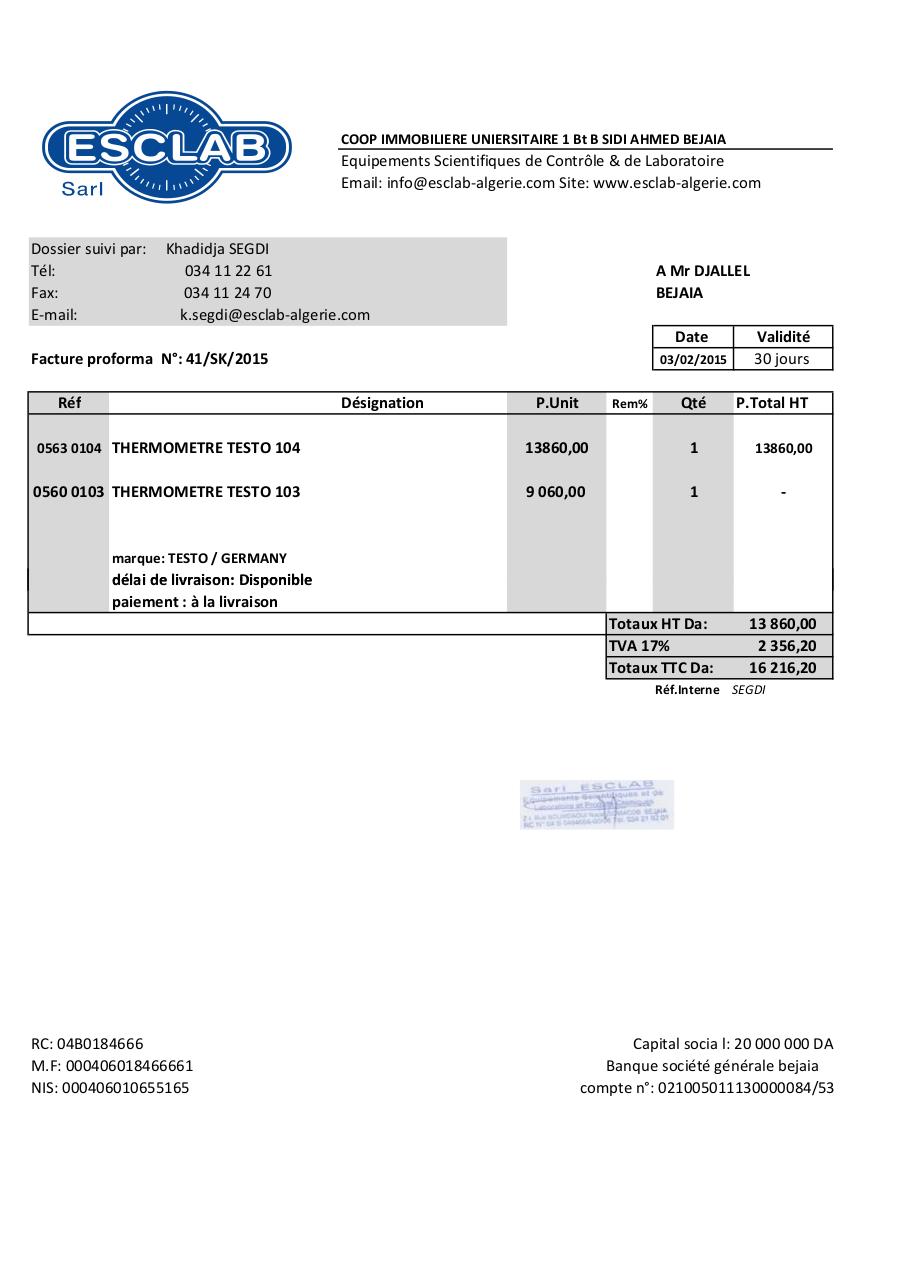 ESCLAB
Sarl
COOP IMMOBILIERE UNIERSITAIRE 1 Bt B SIDI AHMED BEJAIA
Equipements Scientifiques de Contrôle & de Laboratoire
Email: info@esclab-algerie.com Site: www.esclab-algerie.com
Dossier suivi par: Khadidja SEGDI
Tél: 034 11 22 61
Fax: 034 11 24 70
E-mail: k.segdi@esclab-algerie.com
A Mr DJALLEL
BEJAIA
Date Validité
03/02/2015 30 jours
Facture proforma N°: 41/SK/2015
Réf Désignation P.Unit Rem% Qté P.Total HT
0563 0104 THERMOMETRE TESTO 104 13860,00 1 13860,00
0560 0103 THERMOMETRE TESTO 103 9 060,00 1 -
marque: TESTO / GERMANY
délai de livraison: Disponible
paiement : à la livraison
Totaux HT Da: 13 860,00
TVA 17% 2 356,20
Totaux TTC Da: 16 216,20
Réf.Interne SEGDI
Sarl ESCLAB
Equipements Scientifiques et de
Laboratoire et
BEJAIA
RC: 04B0184666
M.F: 000406018466661
NIS: 000406010655165
Capital socia l: 20 000 000 DA
Banque société générale bejaia
compte n°: 021005011130000084/53